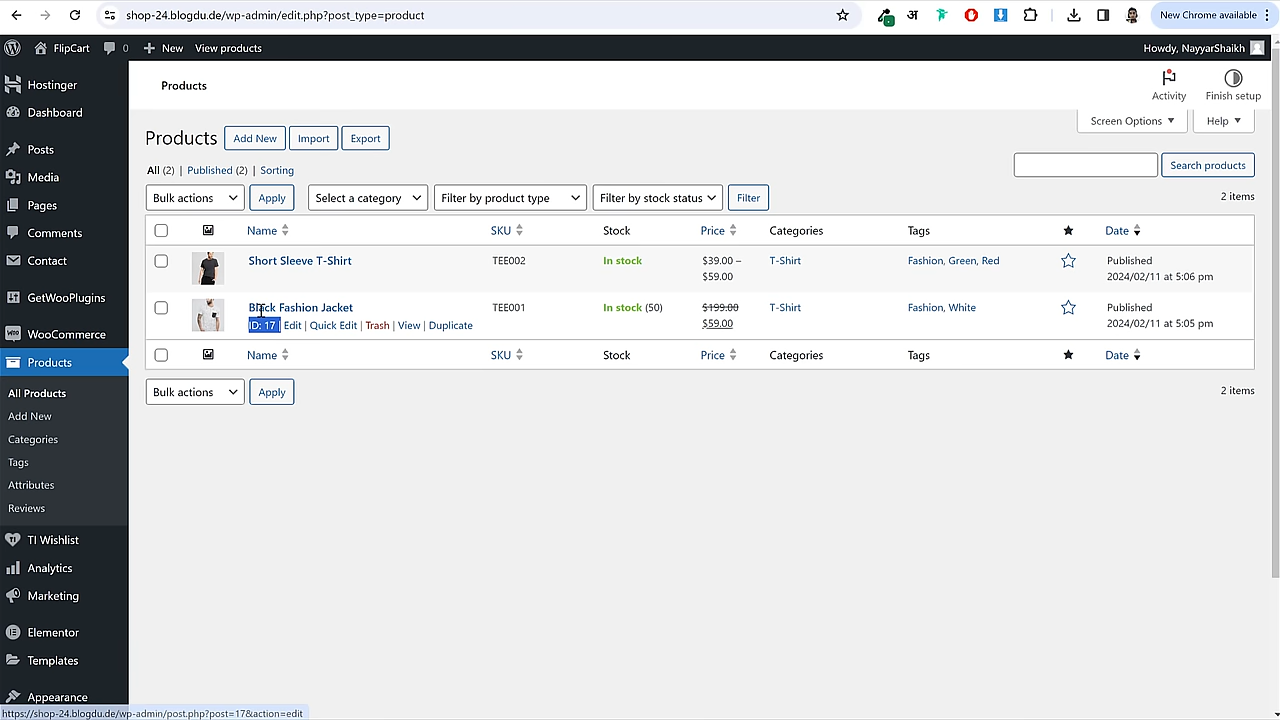 shop-24.blogdu.de/wp-admin/edit.php?post_type=product
अ
New Chrome available
FlipCart
0
New
View products
Howdy, NayyarShaikh
Hostinger
Dashboard
Posts
Media
Pages
Comments
Contact
GetWooPlugins
WooCommerce
Products
All Products
Add New
Categories
Tags
Attributes
Reviews
TI Wishlist
Analytics
Marketing
Elementor
Templates
Appearance
Products
Activity
Finish setup
Screen Options
Help
Products
Add New
Import
Export
All (2) | Published (2) | Sorting
Search products
Bulk actions
Apply
Select a category
Filter by product type
Filter by stock status
Filter
2 items
Name
SKU
Stock
Price
Categories
Tags
Date
Short Sleeve T-Shirt
TEE002
In stock
$39.00 –
$59.00
T-Shirt
Fashion, Green, Red
Published
2024/02/11 at 5:06 pm
Black Fashion Jacket
ID: 17 | Edit | Quick Edit | Trash | View | Duplicate
TEE001
In stock (50)
$199.00
$59.00
T-Shirt
Fashion, White
Published
2024/02/11 at 5:05 pm
Name
SKU
Stock
Price
Categories
Tags
Date
Bulk actions
Apply
2 items
https://shop-24.blogdu.de/wp-admin/post.php?post=17&action=edit